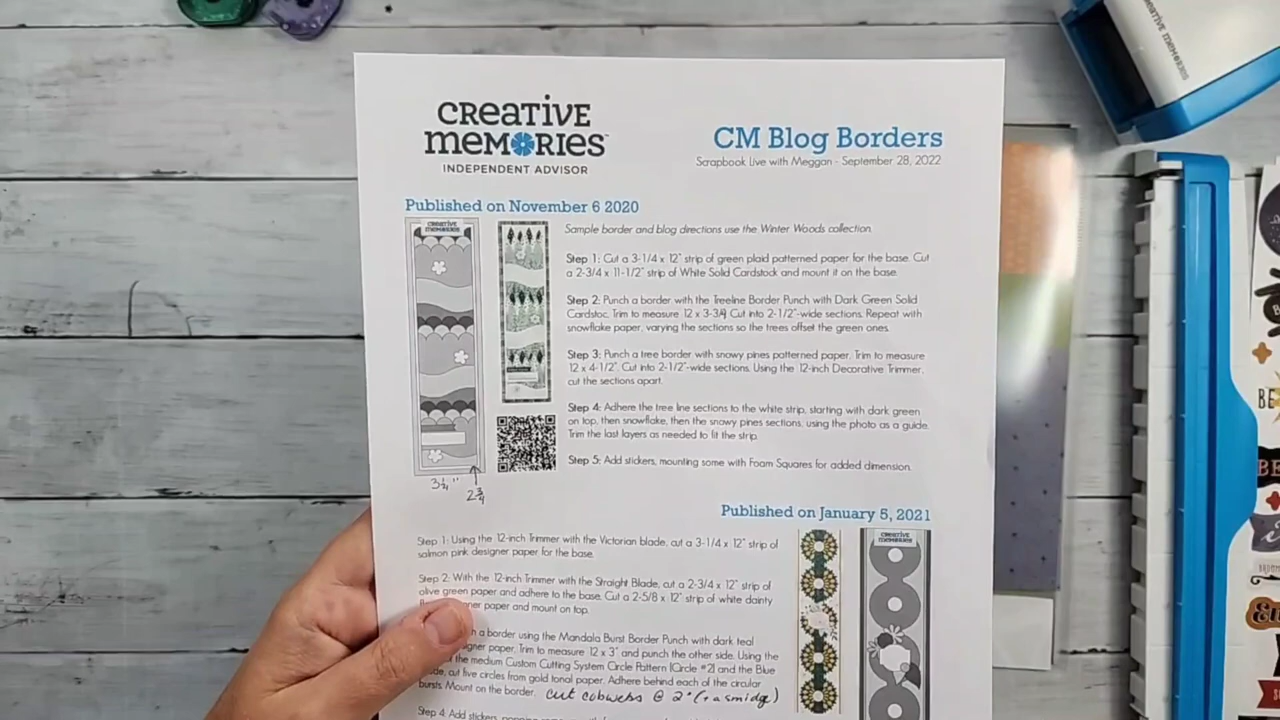 CREATIVE
MEMORIES
INDEPENDENT ADVISOR
CM Blog Borders
Scrapbook Live with Meggan - September 28, 2022
Published on November 6 2020
Sample border and blog directions use the Winter Woods collection.
Step 1: Cut a 3-1/4 x 12" strip of green plaid patterned paper for the base. Cut
a 2-3/4 x 11-1/2" strip of White Solid Cardstock and mount it on the base.
Step 2: Punch a border with the Treeline Border Punch with Dark Green Solid
Cardstoc. Trim to measure 12 x 3-3/4 Cut into 2-1/2"-wide sections. Repeat with
snowflake paper, varying the sections so the trees offset the green ones.
Step 3: Punch a tree border with snowy pines patterned paper. Trim to measure
12 x 4-1/2". Cut into 2-1/2"-wide sections. Using the 12-inch Decorative Trimmer,
cut the sections apart.
Step 4: Adhere the tree line sections to the white strip, starting with dark green
on top, then snowflake, then the snowy pines sections, using the photo as a guide.
Trim the last layers as needed to fit the strip.
Step 5: Add stickers, mounting some with Foam Squares for added dimension.
CREATIVE
MEMORIES
3¼"
2¾
Published on January 5, 2021
Step 1: Using the 12-inch Trimmer with the Victorian blade, cut a 3-1/4 x 12" strip of
salmon pink designer paper for the base.
Step 2: With the 12-inch Trimmer with the Straight Blade, cut a 2-3/4 x 12" strip of
olive green paper and adhere to the base. Cut a 2-5/8 x 12" strip of white dainty
paper and mount on top.
a border using the Mandala Burst Border Punch with dark teal
paper. Trim to measure 12 x 3" and punch the other side. Using the
the medium Custom Cutting System Circle Pattern (Circle #2) and the Blue
cut five circles from gold tonal paper. Adhere behind each of the circular
bursts. Mount on the border. cut cobwebs @ 2" (+ a smidge)
Step 4: Add stickers,
CREATIVE
MEMORIES
CREATIVE MEMORIES